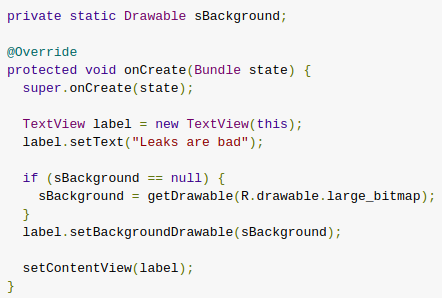 private static Drawable sBackground;
@Override
protected void onCreate(Bundle state) {
super.onCreate(state);
TextView label = new TextView(this);
label.setText("Leaks are bad");
if (sBackground == null) {
sBackground = getDrawable(R.drawable.large_bitmap);
}
label.setBackgroundDrawable(sBackground);
setContentView(label);
}